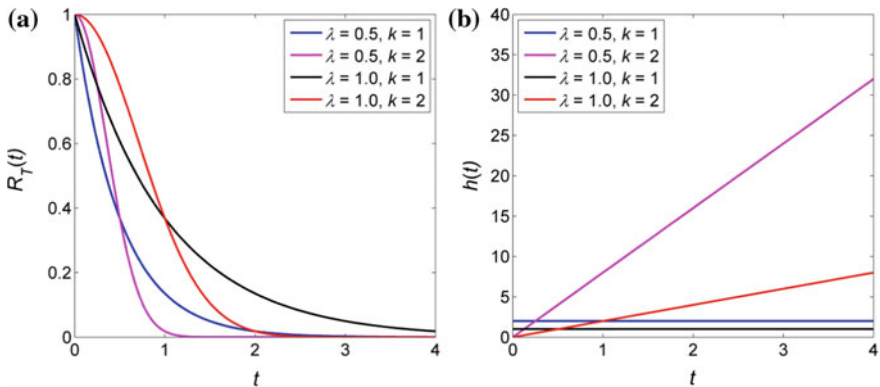 (a)
1
0.8
0.6
0.4
0.2
0
R_T(t)
0 1 2 3 4
t
λ = 0.5, k = 1
λ = 0.5, k = 2
λ = 1.0, k = 1
λ = 1.0, k = 2
(b)
40
35
30
25
20
15
10
5
0
h(t)
0 1 2 3 4
t
λ = 0.5, k = 1
λ = 0.5, k = 2
λ = 1.0, k = 1
λ = 1.0, k = 2